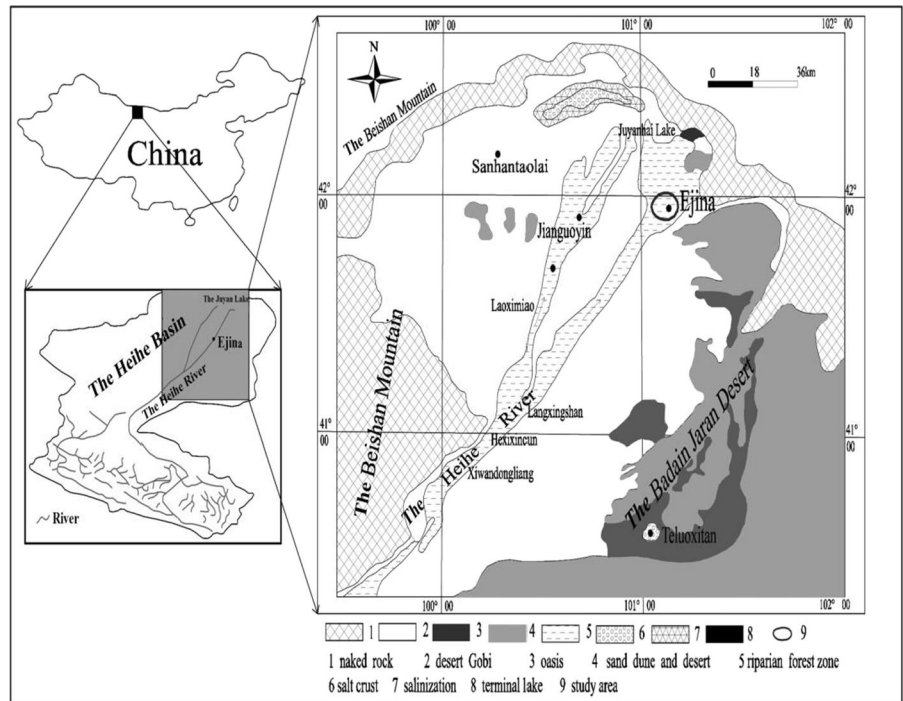 China
The Heihe Basin
The Juyan Lake
Ejina
The Heihe River
River
100° 00
101° 00
102° 00
N
0 18 36km
The Beishan Mountain
Juyanhai Lake
Sanhantaolai
42° 00
42° 00
Ejina
Jianguoyin
Laoximiao
The Beishan Mountain
The Heihe River
Langxingshan
41° 00
41° 00
Hexixincun
Xiwandongliang
The Badain Jaran Desert
Teluoxitan
100° 00
101° 00
102° 00
1 2 3 4 5 6 7 8 9
1 naked rock 2 desert Gobi 3 oasis 4 sand dune and desert 5 riparian forest zone
6 salt crust 7 salinization 8 terminal lake 9 study area